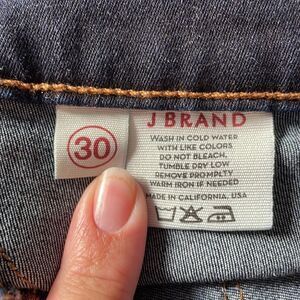 30
J BRAND
WASH IN COLD WATER
WITH LIKE COLORS
DO NOT BLEACH,
TUMBLE DRY LOW
REMOVE PROMPLTY
WARM IRON IF NEEDED
MADE IN CALIFORNIA, USA